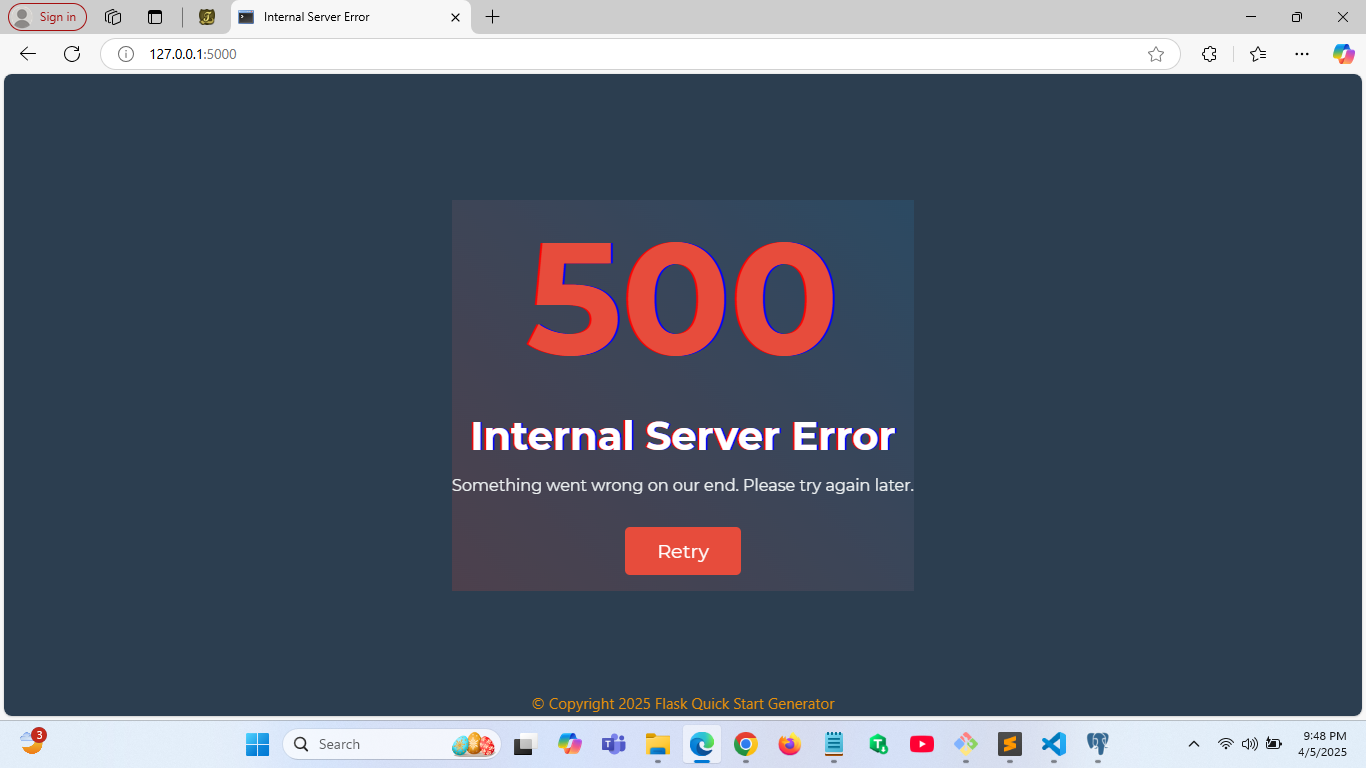 Sign in
Internal Server Error
127.0.0.1:5000
500
Internal Server Error
Something went wrong on our end. Please try again later.
Retry
© Copyright 2025 Flask Quick Start Generator
3
Search
9:48 PM
4/5/2025